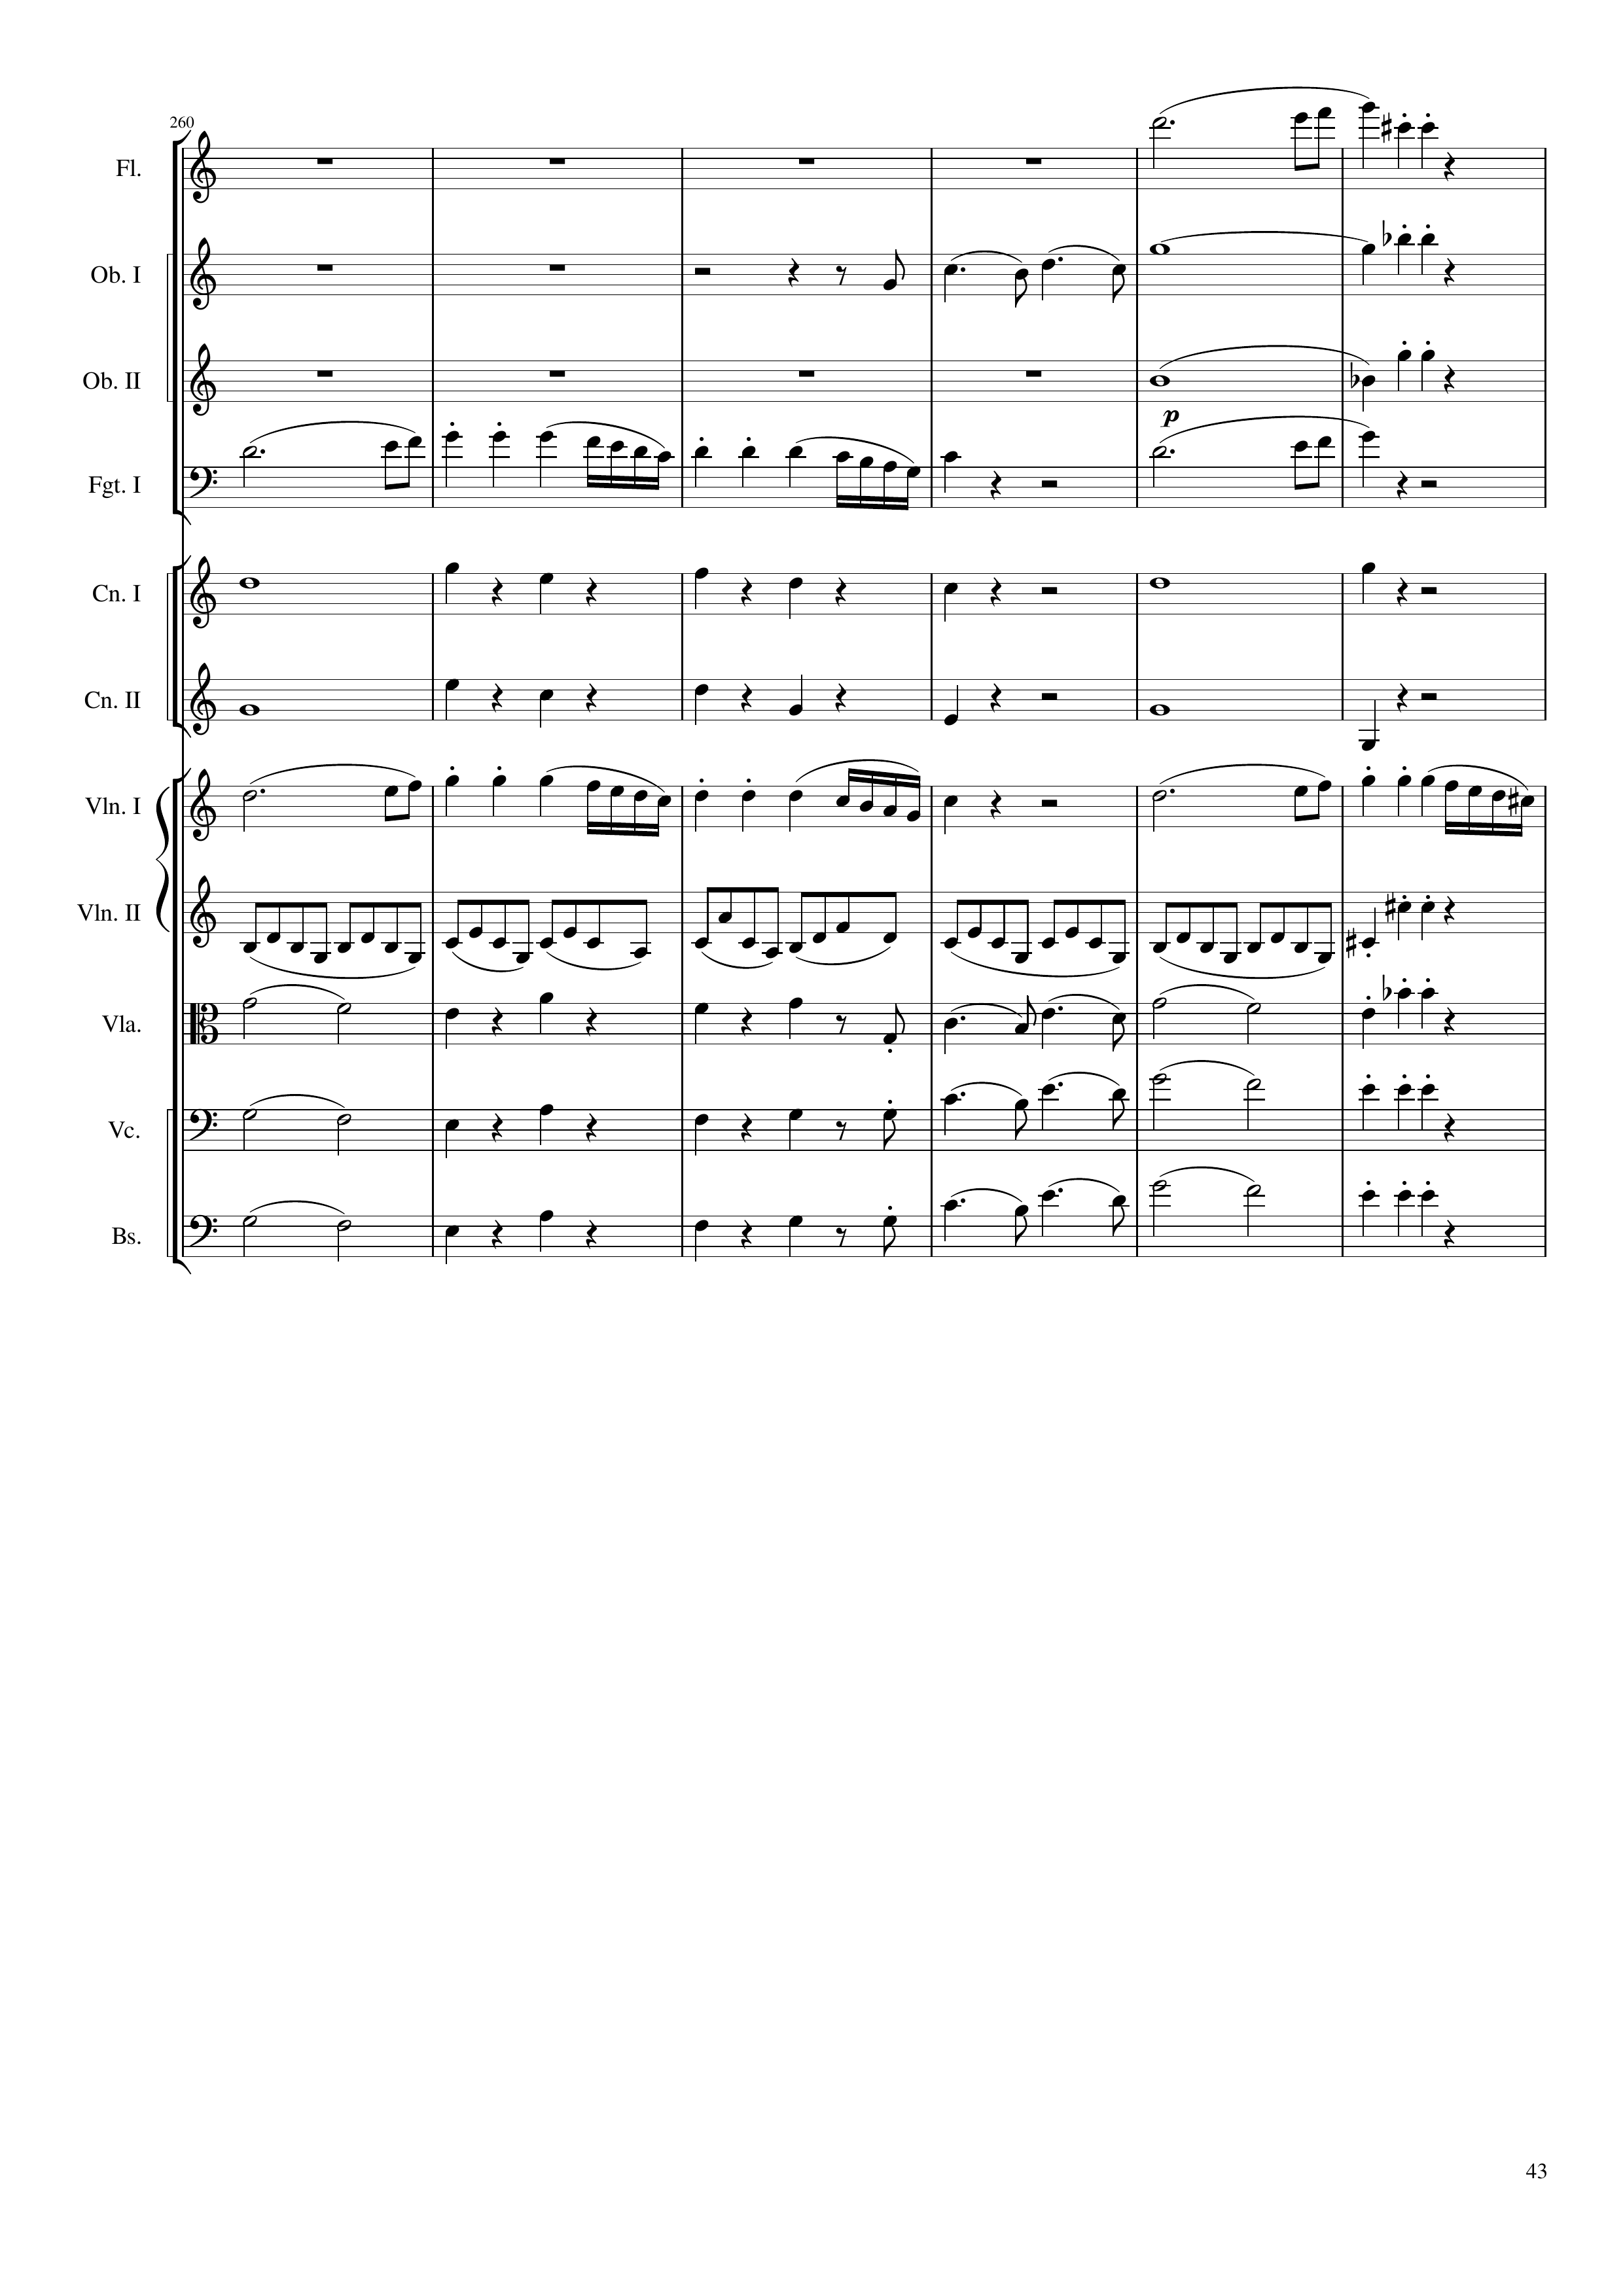 260
Fl.
Ob. I
Ob. II
p
Fgt. I
Cn. I
Cn. II
Vln. I
Vln. II
Vla.
Vc.
Bs.
43